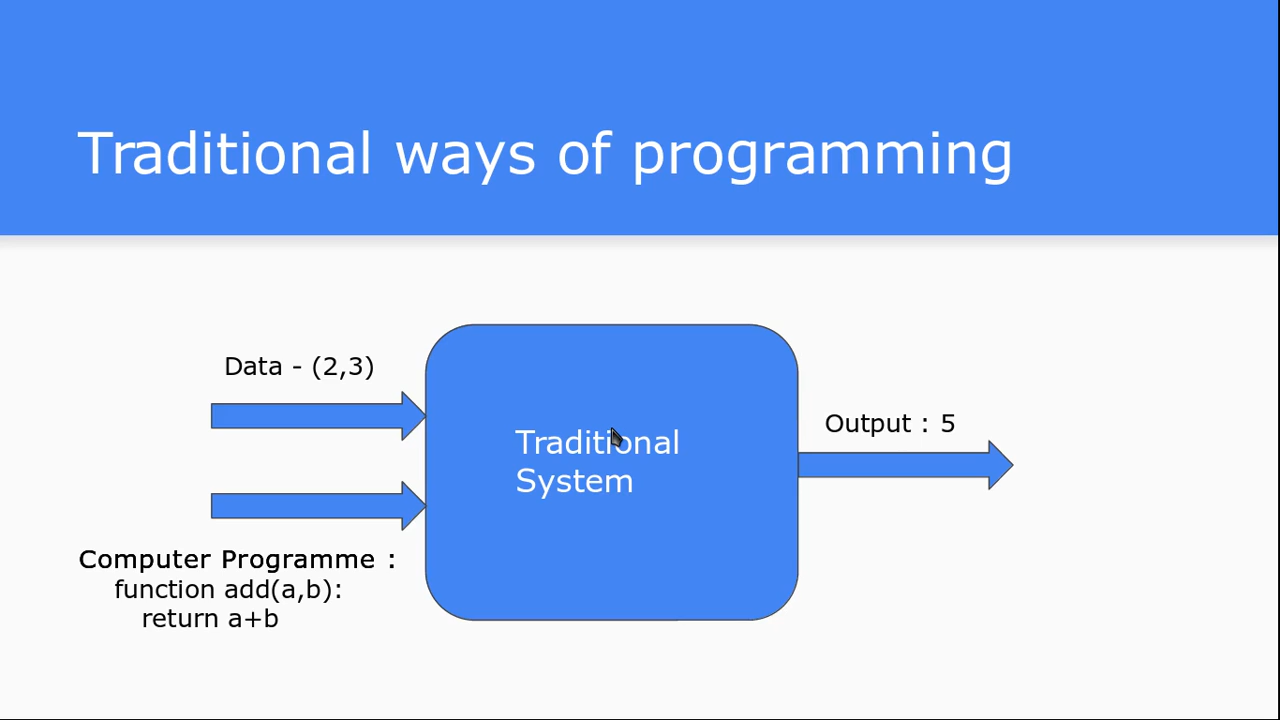 Traditional ways of programming
Data - (2,3)
Traditional
System
Output : 5
Computer Programme :
function add(a,b):
return a+b